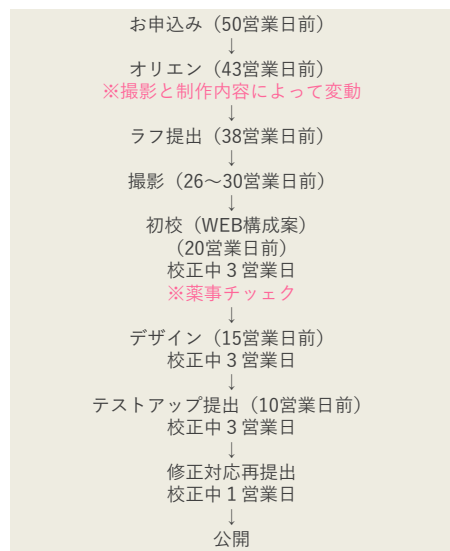 お申込み（50営業日前）
↓
オリエン（43営業日前）
※撮影と制作内容によって変動
↓
ラフ提出（38営業日前）
↓
撮影（26〜30営業日前）
↓
初校（WEB構成案）
（20営業日前）
校正中３営業日
※薬事チッェク
↓
デザイン（15営業日前）
校正中３営業日
↓
テストアップ提出（10営業日前）
校正中３営業日
↓
修正対応再提出
校正中１営業日
↓
公開